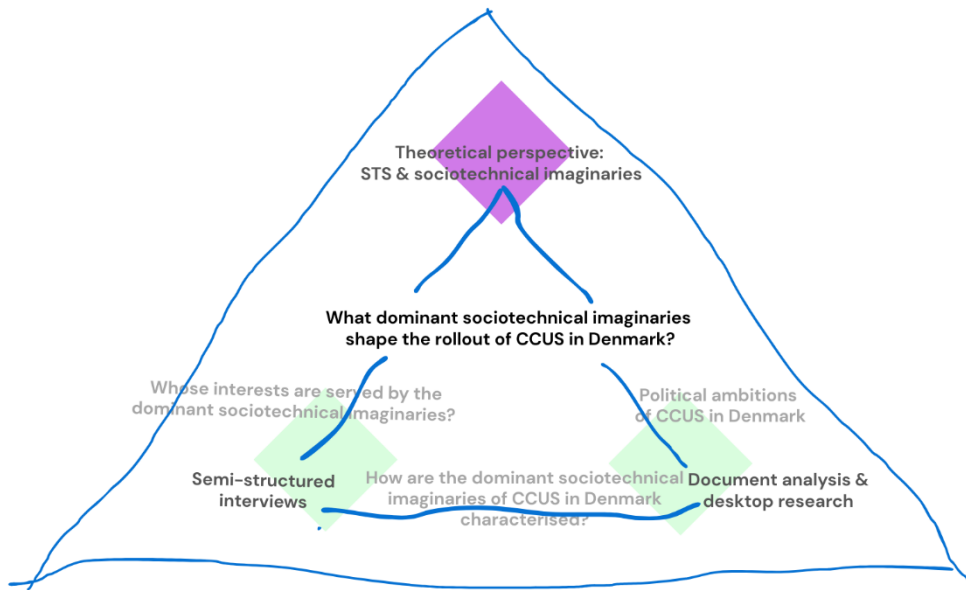 Theoretical perspective:
STS & sociotechnical imaginaries
What dominant sociotechnical imaginaries
shape the rollout of CCUS in Denmark?
Whose interests are served by the
dominant sociotechnical imaginaries?
Political ambitions
of CCUS in Denmark
Semi-structured
interviews
How are the dominant sociotechnical
imaginaries of CCUS in Denmark
characterised?
Document analysis &
desktop research